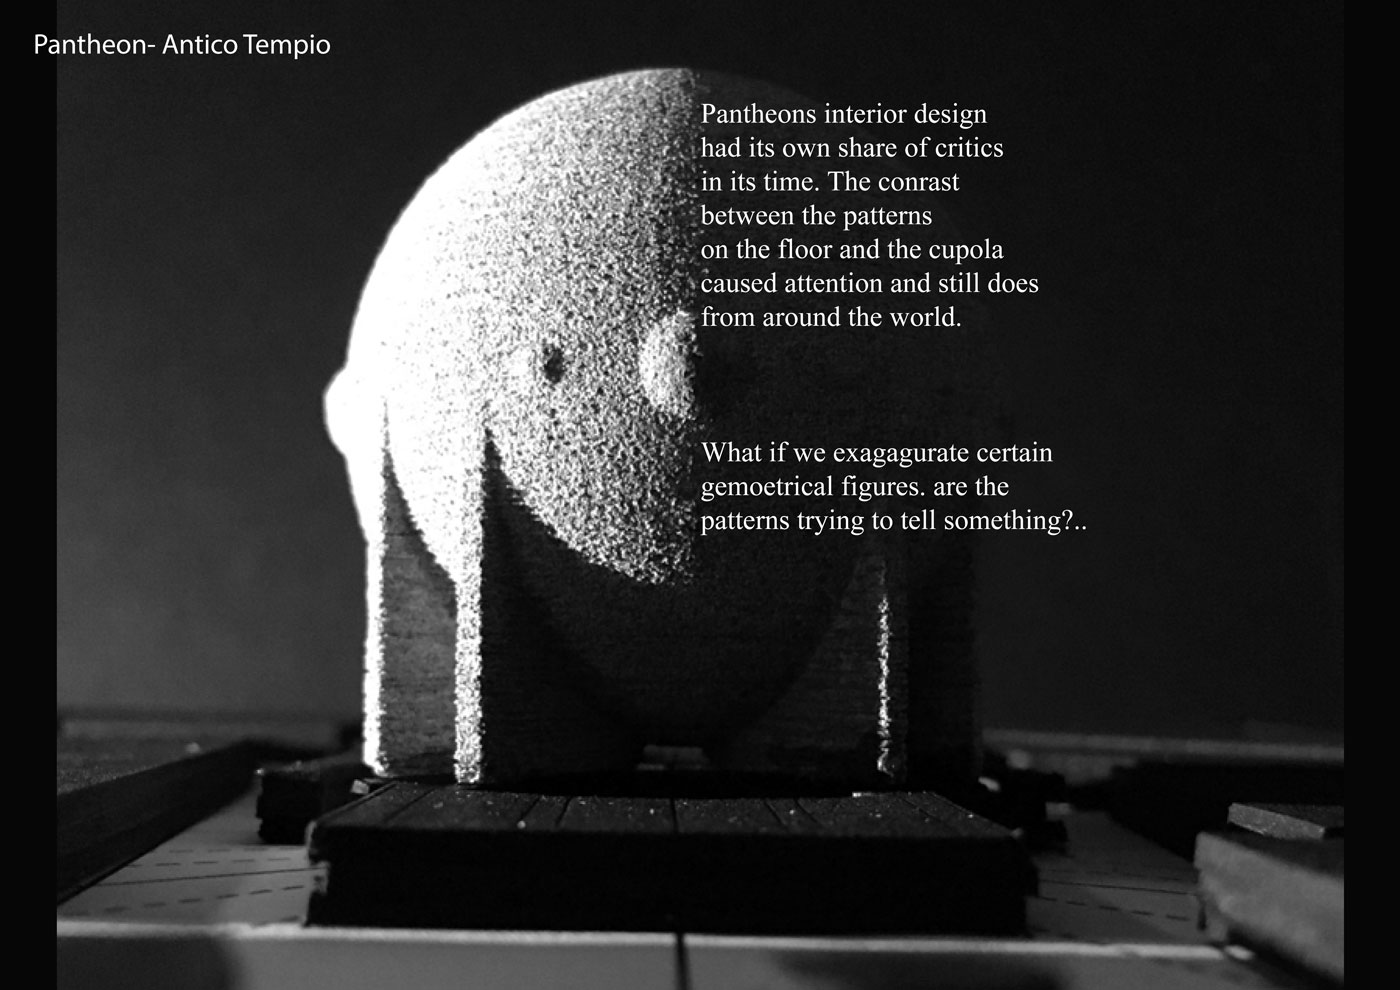 Pantheon- Antico Tempio
Pantheons interior design
had its own share of critics
in its time. The conrast
between the patterns
on the floor and the cupola
caused attention and still does
from around the world.
What if we exagagurate certain
gemoetrical figures. are the
patterns trying to tell something?..